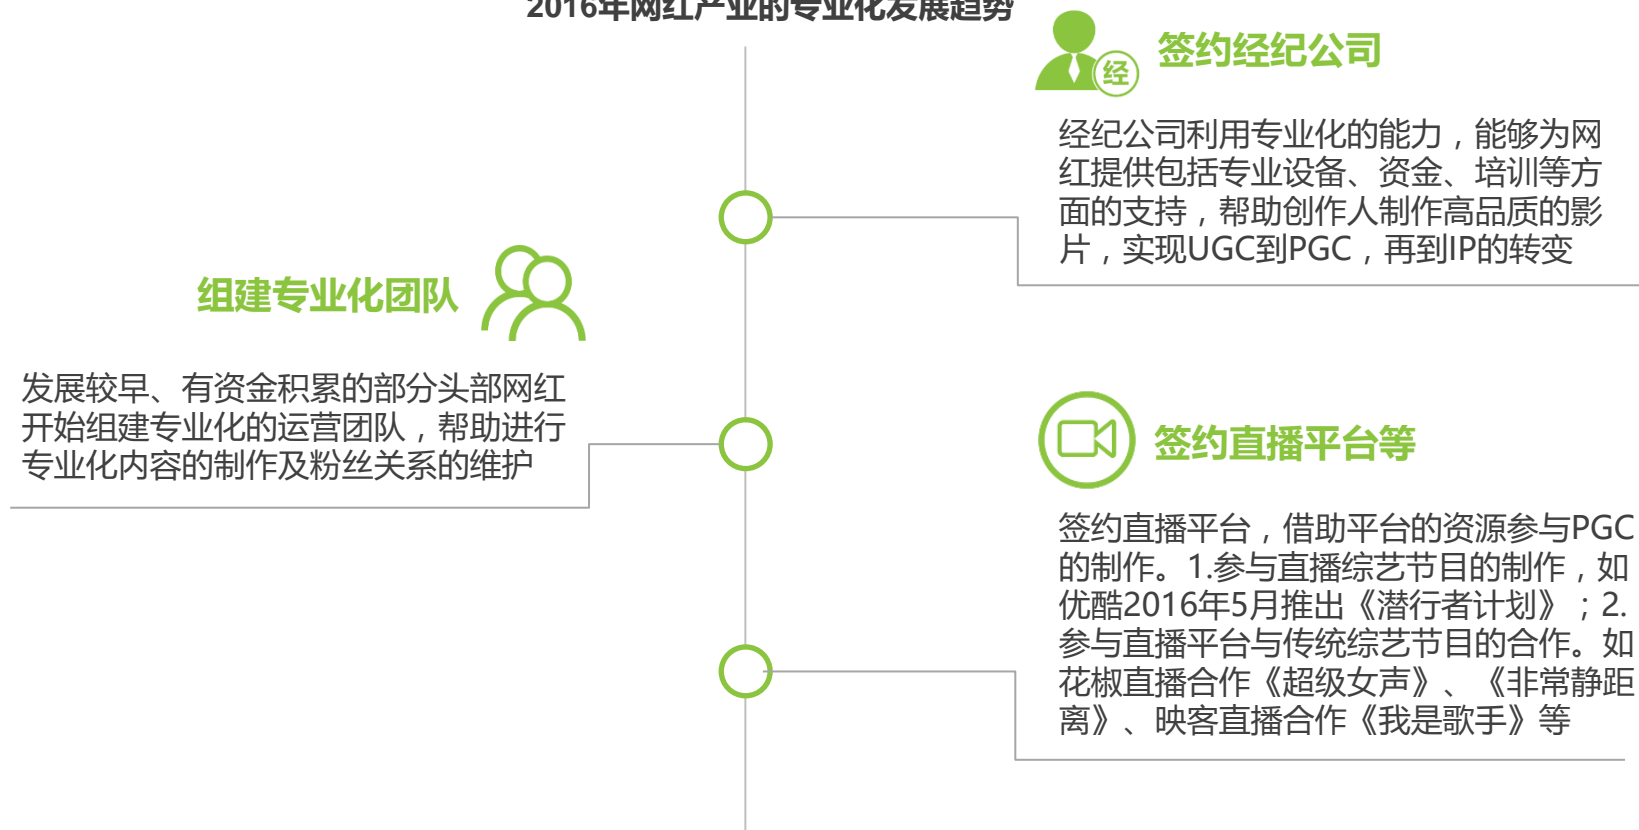 2016年网红产业的专业化发展趋势
经
签约经纪公司
经纪公司利用专业化的能力，能够为网
红提供包括专业设备、资金、培训等方
面的支持，帮助创作人制作高品质的影
片，实现UGC到PGC，再到IP的转变
组建专业化团队
发展较早、有资金积累的部分头部网红
开始组建专业化的运营团队，帮助进行
专业化内容的制作及粉丝关系的维护
签约直播平台等
签约直播平台，借助平台的资源参与PGC
的制作。1.参与直播综艺节目的制作，如
优酷2016年5月推出《潜行者计划》；2.
参与直播平台与传统综艺节目的合作。如
花椒直播合作《超级女声》、《非常静距
离》、映客直播合作《我是歌手》等